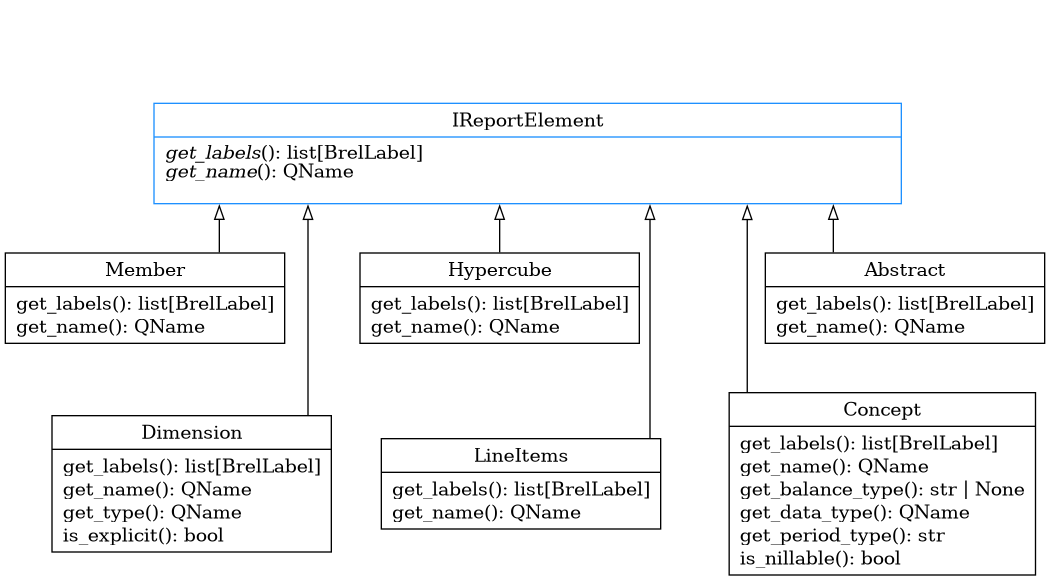 IReportElement
get_labels(): list[BrelLabel]
get_name(): QName
Member
get_labels(): list[BrelLabel]
get_name(): QName
Hypercube
get_labels(): list[BrelLabel]
get_name(): QName
Abstract
get_labels(): list[BrelLabel]
get_name(): QName
Dimension
get_labels(): list[BrelLabel]
get_name(): QName
get_type(): QName
is_explicit(): bool
LineItems
get_labels(): list[BrelLabel]
get_name(): QName
Concept
get_labels(): list[BrelLabel]
get_name(): QName
get_balance_type(): str | None
get_data_type(): QName
get_period_type(): str
is_nillable(): bool